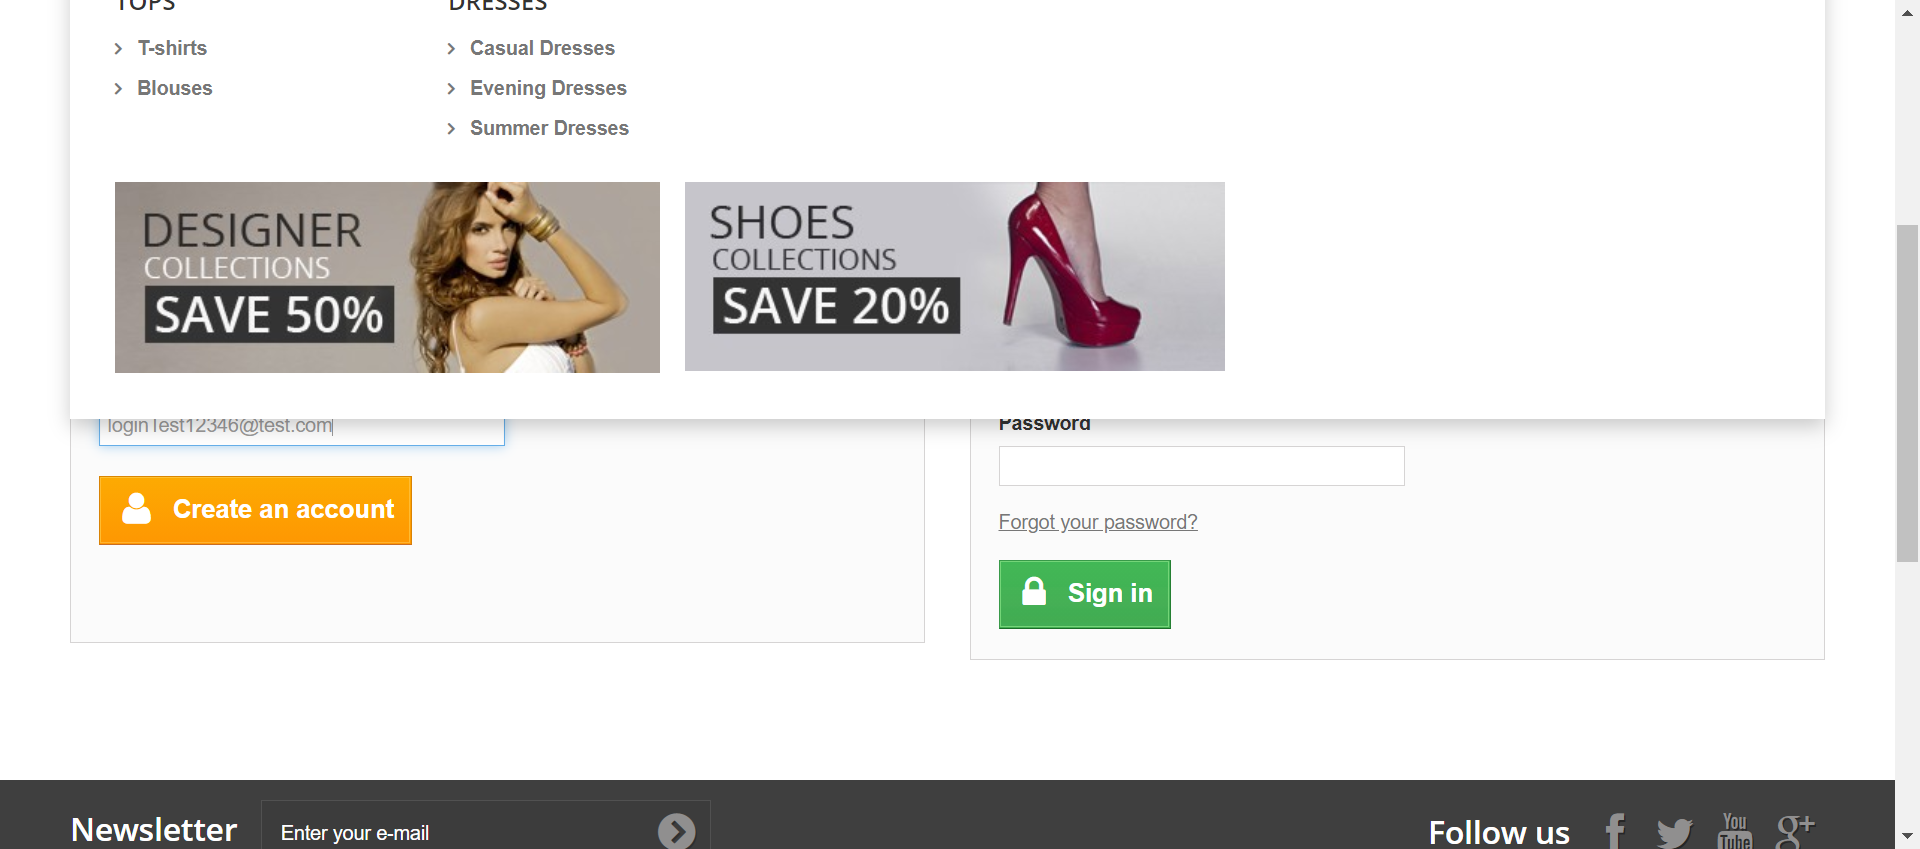 TOPS
DRESSES
T-shirts
Casual Dresses
Blouses
Evening Dresses
Summer Dresses
DESIGNER
COLLECTIONS
SAVE 50%
SHOES
COLLECTIONS
SAVE 20%
loginTest12346@test.com
Create an account
Password
Forgot your password?
Sign in
Newsletter
Enter your e-mail
Follow us
f
You
Tube
g+